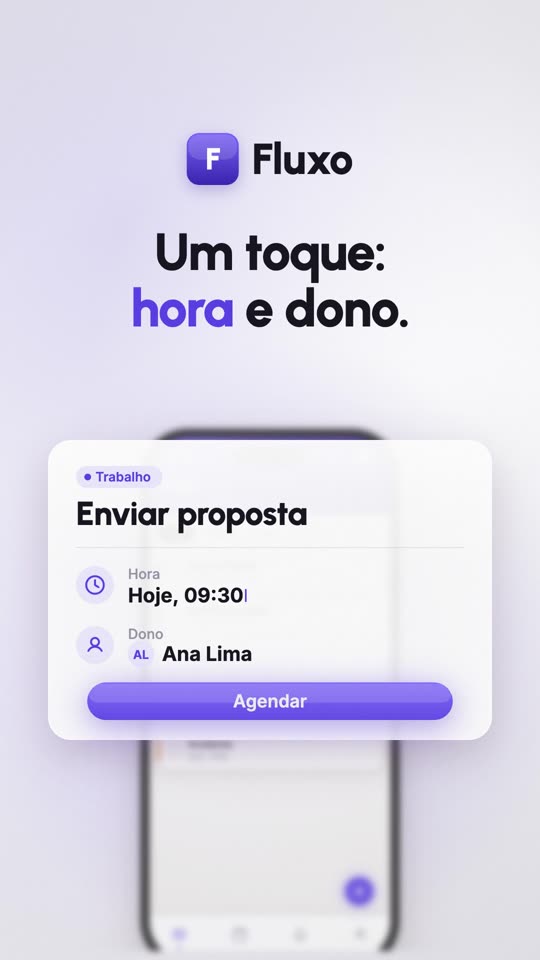 F Fluxo
Um toque:
hora e dono.
Trabalho
Enviar proposta
Hora
Hoje, 09:30
Dono
AL Ana Lima
Agendar